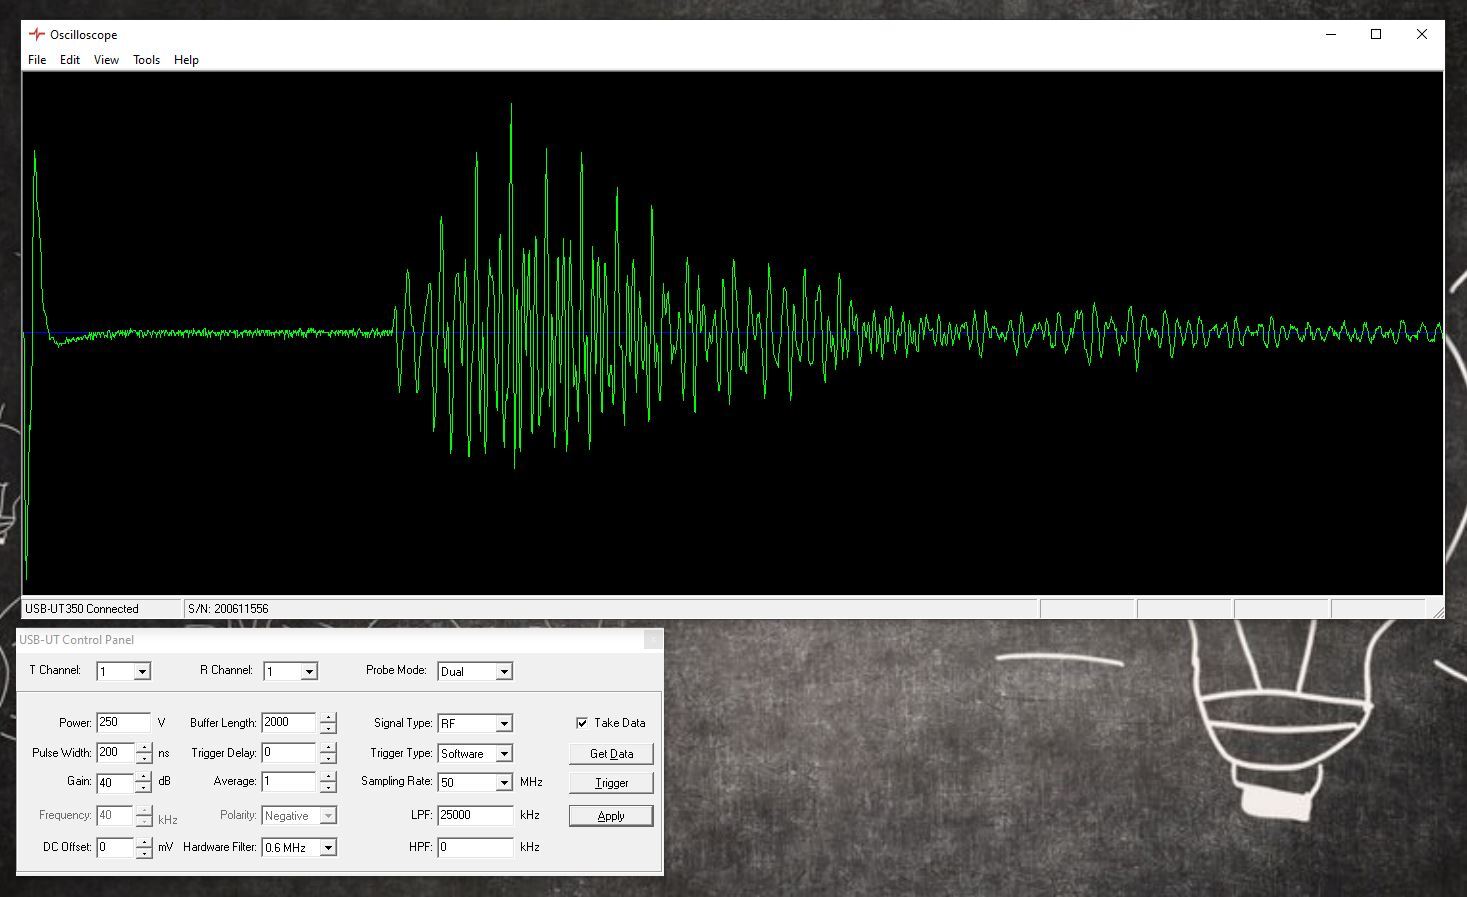 Oscilloscope
File Edit View Tools Help
USB-UT350 Connected S/N: 200611556
USB-UT Control Panel
T Channel: 1 R Channel: 1 Probe Mode: Dual
Power: 250 V Buffer Length: 2000 Signal Type: RF Take Data
Pulse Width: 200 ns Trigger Delay: 0 Trigger Type: Software Get Data
Gain: 40 dB Average: 1 Sampling Rate: 50 MHz Trigger
Frequency: 40 kHz Polarity: Negative LPF: 25000 kHz Apply
DC Offset: 0 mV Hardware Filter: 0.6 MHz HPF: 0 kHz